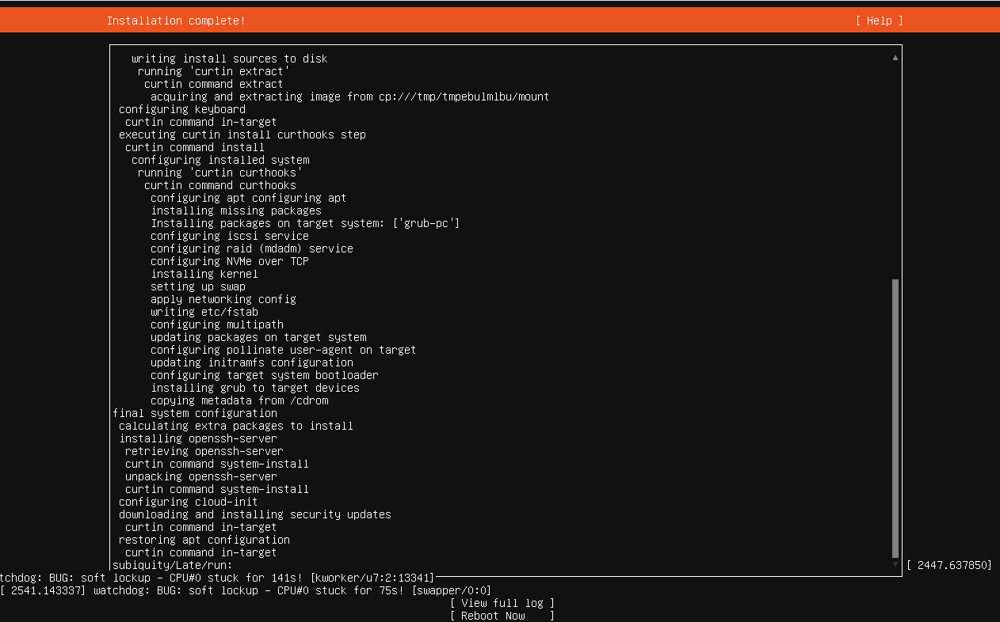 Installation complete!
[ Help ]
writing install sources to disk
running 'curtin extract'
curtin command extract
acquiring and extracting image from cp:///tmp/tmpebulmlbu/mount
configuring keyboard
curtin command in-target
executing curtin install curthooks step
curtin command install
configuring installed system
running 'curtin curthooks'
curtin command curthooks
configuring apt configuring apt
installing missing packages
Installing packages on target system: ['grub-pc']
configuring iscsi service
configuring raid (mdadm) service
configuring NVMe over TCP
installing kernel
setting up swap
apply networking config
writing etc/fstab
configuring multipath
updating packages on target system
configuring pollinate user-agent on target
updating initramfs configuration
configuring target system bootloader
installing grub to target devices
copying metadata from /cdrom
final system configuration
calculating extra packages to install
installing openssh-server
retrieving openssh-server
curtin command system-install
unpacking openssh-server
curtin command system-install
configuring cloud-init
downloading and installing security updates
curtin command in-target
restoring apt configuration
curtin command in-target
subiquity/Late/run:
[ 2447.637850]
tchdog: BUG: soft lockup - CPU#0 stuck for 141s! [kworker/u7:2:13341]
[ 2541.143337] watchdog: BUG: soft lockup - CPU#0 stuck for 75s! [swapper/0:0]
[ View full log ]
[ Reboot Now ]